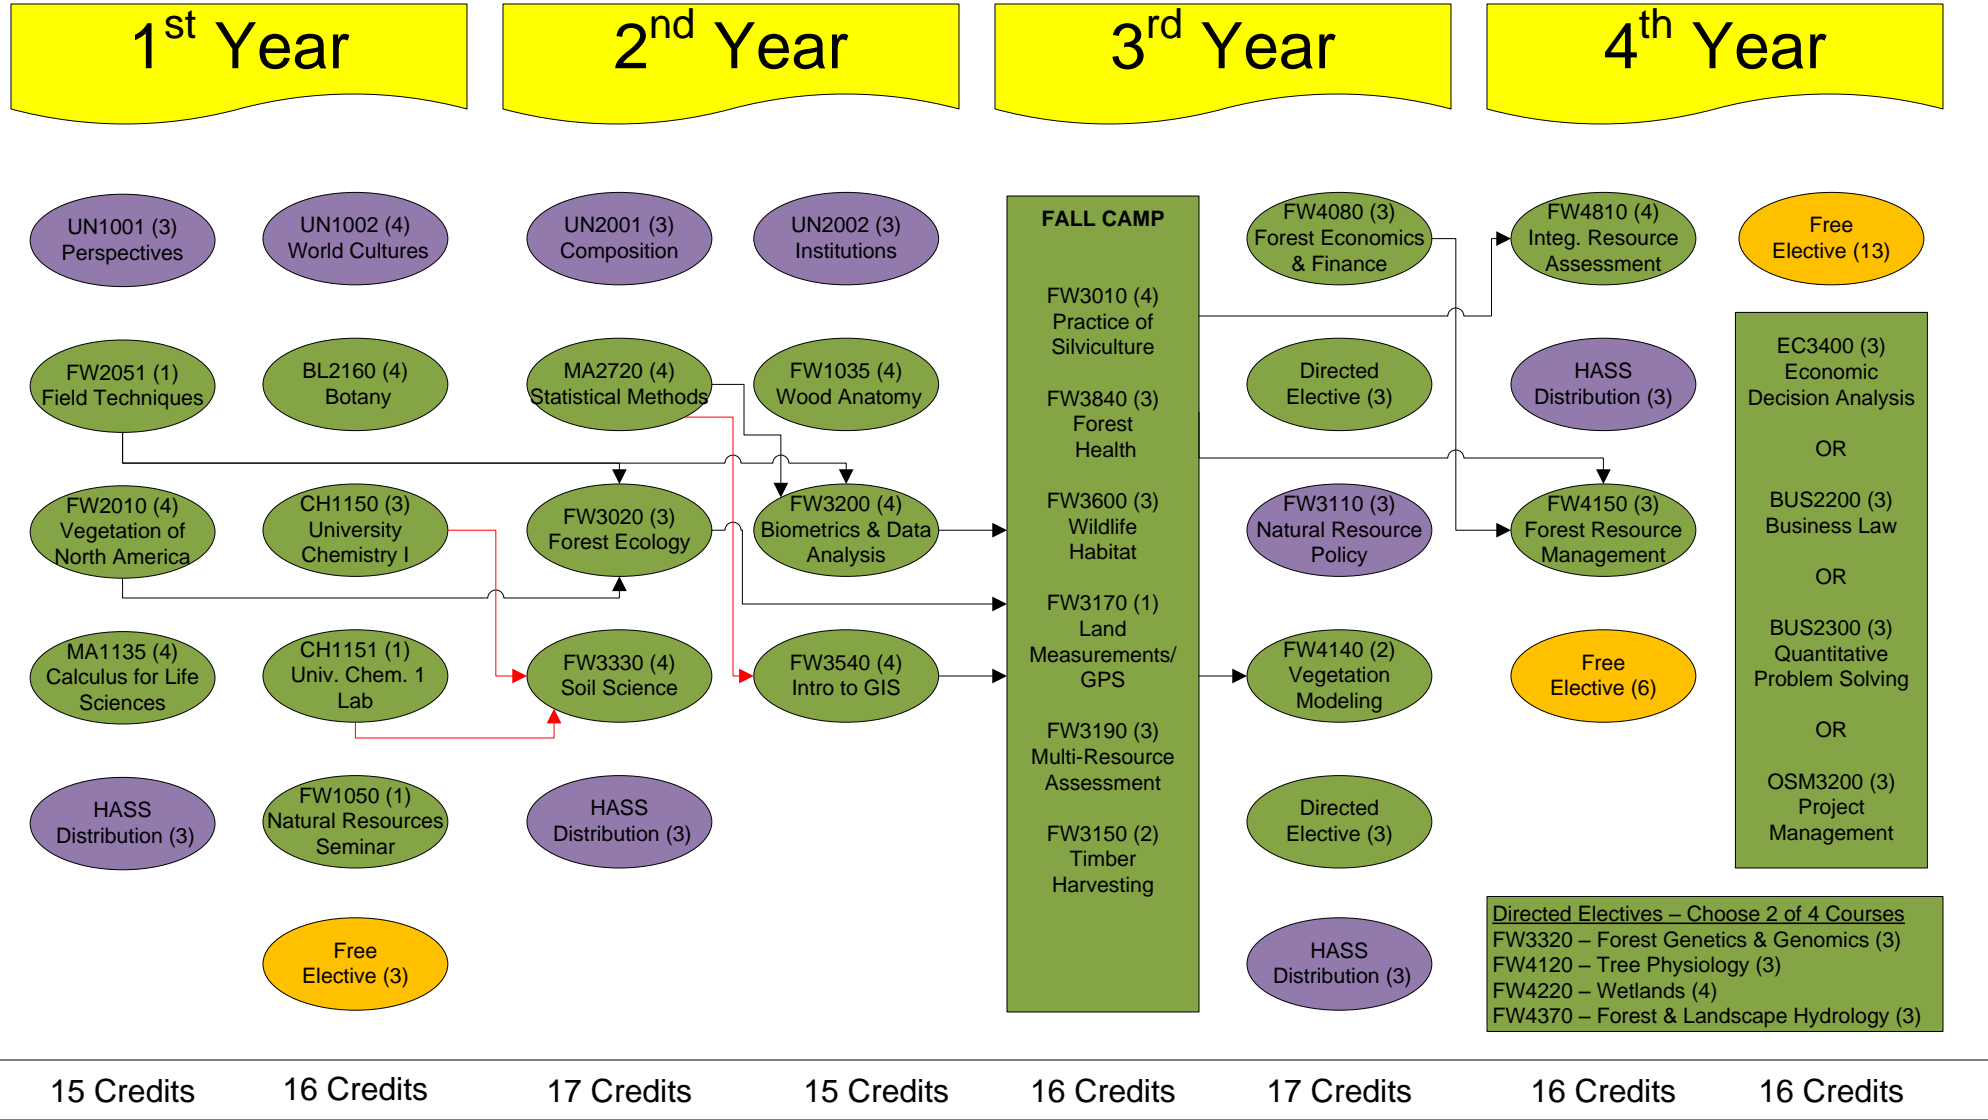 1st Year
2nd Year
3rd Year
4th Year
UN1001 (3)
Perspectives
FW2051 (1)
Field Techniques
FW2010 (4)
Vegetation of
North America
MA1135 (4)
Calculus for Life
Sciences
HASS
Distribution (3)
UN1002 (4)
World Cultures
BL2160 (4)
Botany
CH1150 (3)
University
Chemistry I
CH1151 (1)
Univ. Chem. 1
Lab
FW1050 (1)
Natural Resources
Seminar
Free
Elective (3)
UN2001 (3)
Composition
MA2720 (4)
Statistical Methods
FW3020 (3)
Forest Ecology
FW3330 (4)
Soil Science
HASS
Distribution (3)
UN2002 (3)
Institutions
FW1035 (4)
Wood Anatomy
FW3200 (4)
Biometrics & Data
Analysis
FW3540 (4)
Intro to GIS
FALL CAMP
FW3010 (4)
Practice of
Silviculture
FW3840 (3)
Forest
Health
FW3600 (3)
Wildlife
Habitat
FW3170 (1)
Land
Measurements/
GPS
FW3190 (3)
Multi-Resource
Assessment
FW3150 (2)
Timber
Harvesting
FW4080 (3)
Forest Economics
& Finance
Directed
Elective (3)
FW3110 (3)
Natural Resource
Policy
FW4140 (2)
Vegetation
Modeling
Directed
Elective (3)
HASS
Distribution (3)
FW4810 (4)
Integ. Resource
Assessment
HASS
Distribution (3)
FW4150 (3)
Forest Resource
Management
Free
Elective (6)
Free
Elective (13)
EC3400 (3)
Economic
Decision Analysis
OR
BUS2200 (3)
Business Law
OR
BUS2300 (3)
Quantitative
Problem Solving
OR
OSM3200 (3)
Project
Management
Directed Electives – Choose 2 of 4 Courses
FW3320 – Forest Genetics & Genomics (3)
FW4120 – Tree Physiology (3)
FW4220 – Wetlands (4)
FW4370 – Forest & Landscape Hydrology (3)
15 Credits
16 Credits
17 Credits
15 Credits
16 Credits
17 Credits
16 Credits
16 Credits